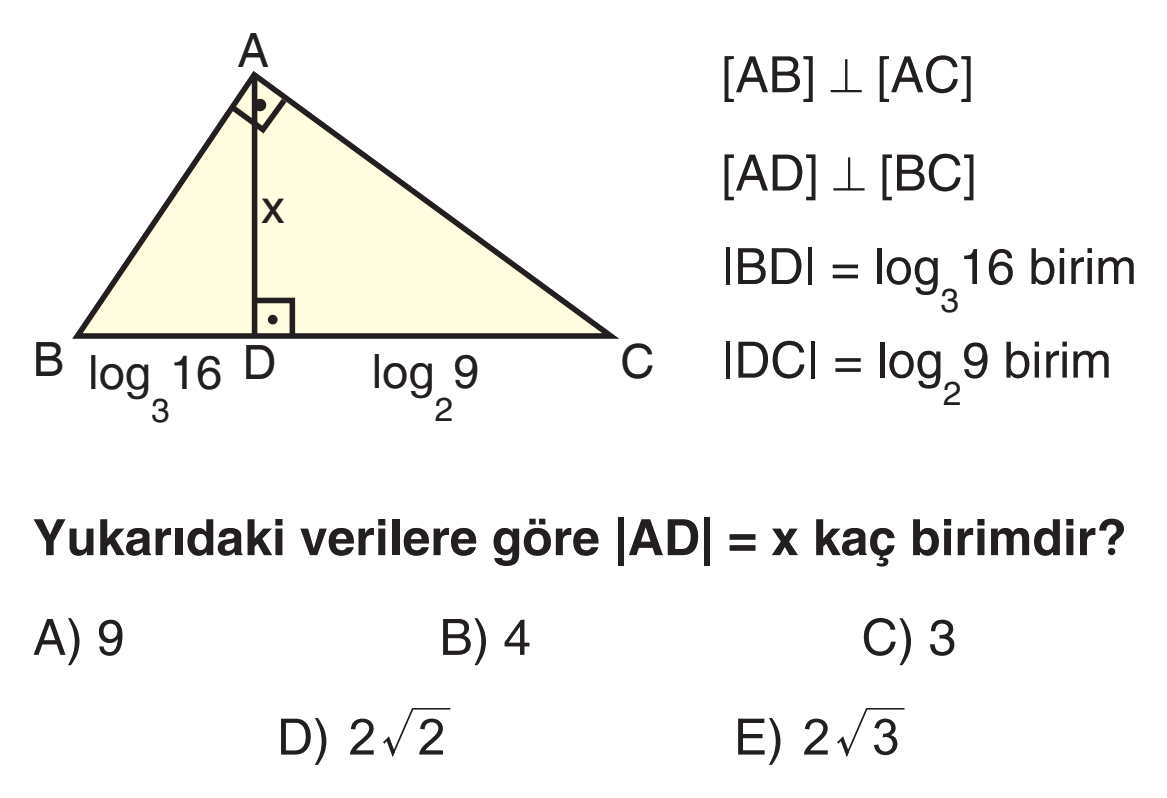 A
[AB] ⊥ [AC]
[AD] ⊥ [BC]
x
|BD| = log₃16 birim
B log₃16 D log₂9 C
|DC| = log₂9 birim
Yukarıdaki verilere göre |AD| = x kaç birimdir?
A) 9 B) 4 C) 3
D) 2√2 E) 2√3